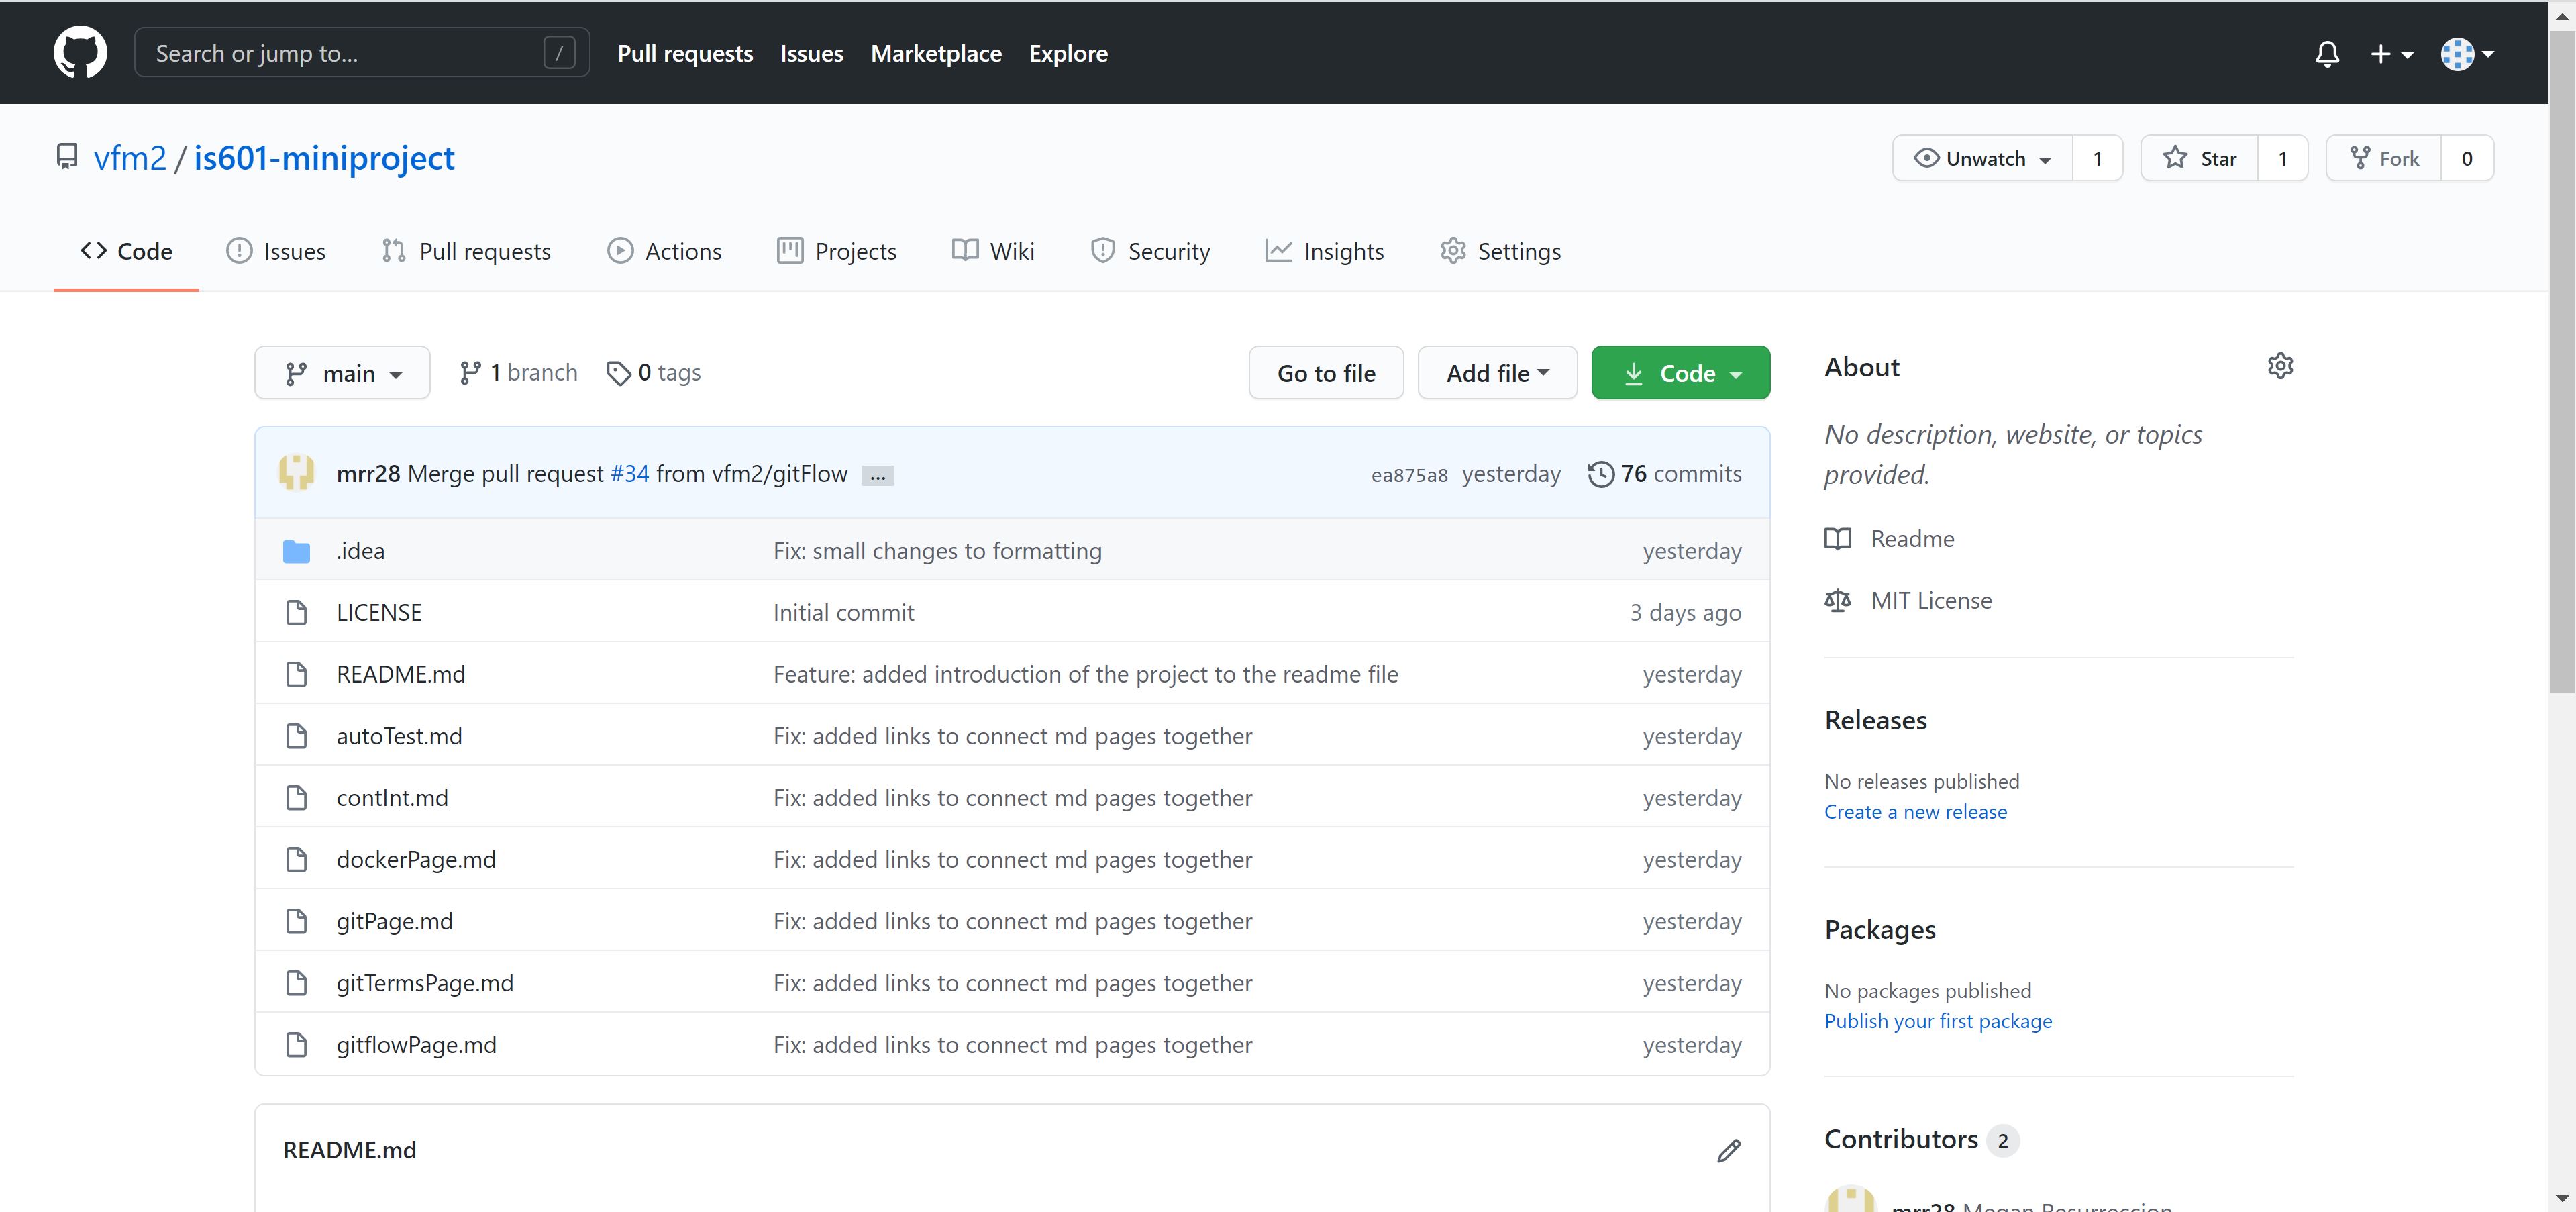 Search or jump to... /
Pull requests Issues Marketplace Explore
vfm2 / is601-miniproject
Unwatch 1 Star 1 Fork 0
Code Issues Pull requests Actions Projects Wiki Security Insights Settings
main 1 branch 0 tags
Go to file Add file Code
mrr28 Merge pull request #34 from vfm2/gitFlow ... ea875a8 yesterday 76 commits
.idea Fix: small changes to formatting yesterday
LICENSE Initial commit 3 days ago
README.md Feature: added introduction of the project to the readme file yesterday
autoTest.md Fix: added links to connect md pages together yesterday
contInt.md Fix: added links to connect md pages together yesterday
dockerPage.md Fix: added links to connect md pages together yesterday
gitPage.md Fix: added links to connect md pages together yesterday
gitTermsPage.md Fix: added links to connect md pages together yesterday
gitflowPage.md Fix: added links to connect md pages together yesterday
README.md
About
No description, website, or topics
provided.
Readme
MIT License
Releases
No releases published
Create a new release
Packages
No packages published
Publish your first package
Contributors 2
mrr28 Megan Resurreccion